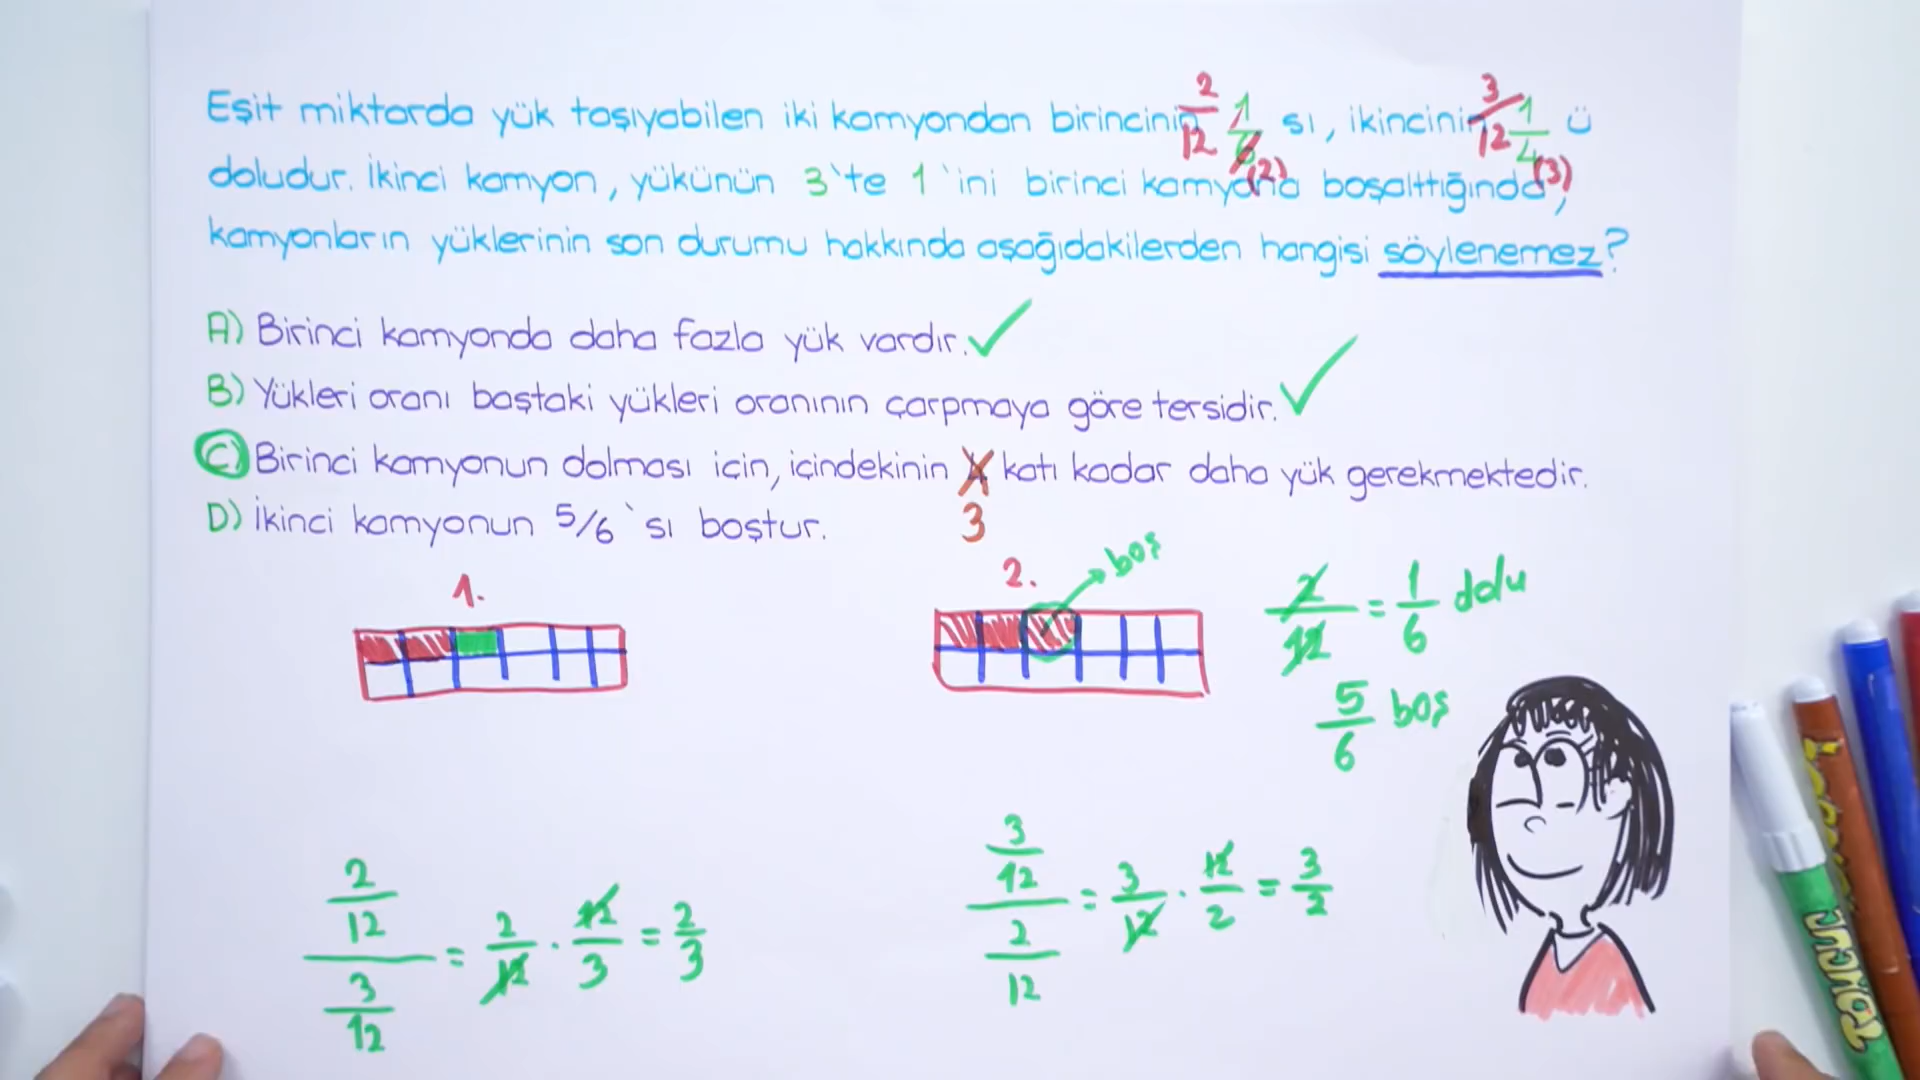 Eşit miktarda yük taşıyabilen iki kamyondan birincinin 2/12 1/6 (2) sı, ikincinin 3/12 1/4 (3) ü
doludur. İkinci kamyon, yükünün 3'te 1'ini birinci kamyona boşalttığında,
kamyonların yüklerinin son durumu hakkında aşağıdakilerden hangisi söylenemez?
A) Birinci kamyonda daha fazla yük vardır. ✓
B) Yükleri oranı baştaki yükleri oranının çarpmaya göre tersidir. ✓
C) Birinci kamyonun dolması için, içindekinin 4 katı kadar daha yük gerekmektedir.
3
D) İkinci kamyonun 5/6'sı boştur.
1.
2.
boş
2/12 = 1/6 dolu
5/6 boş
2/12 / 3/12 = 2/12 . 12/3 = 2/3
3/12 / 2/12 = 3/12 . 12/2 = 3/2